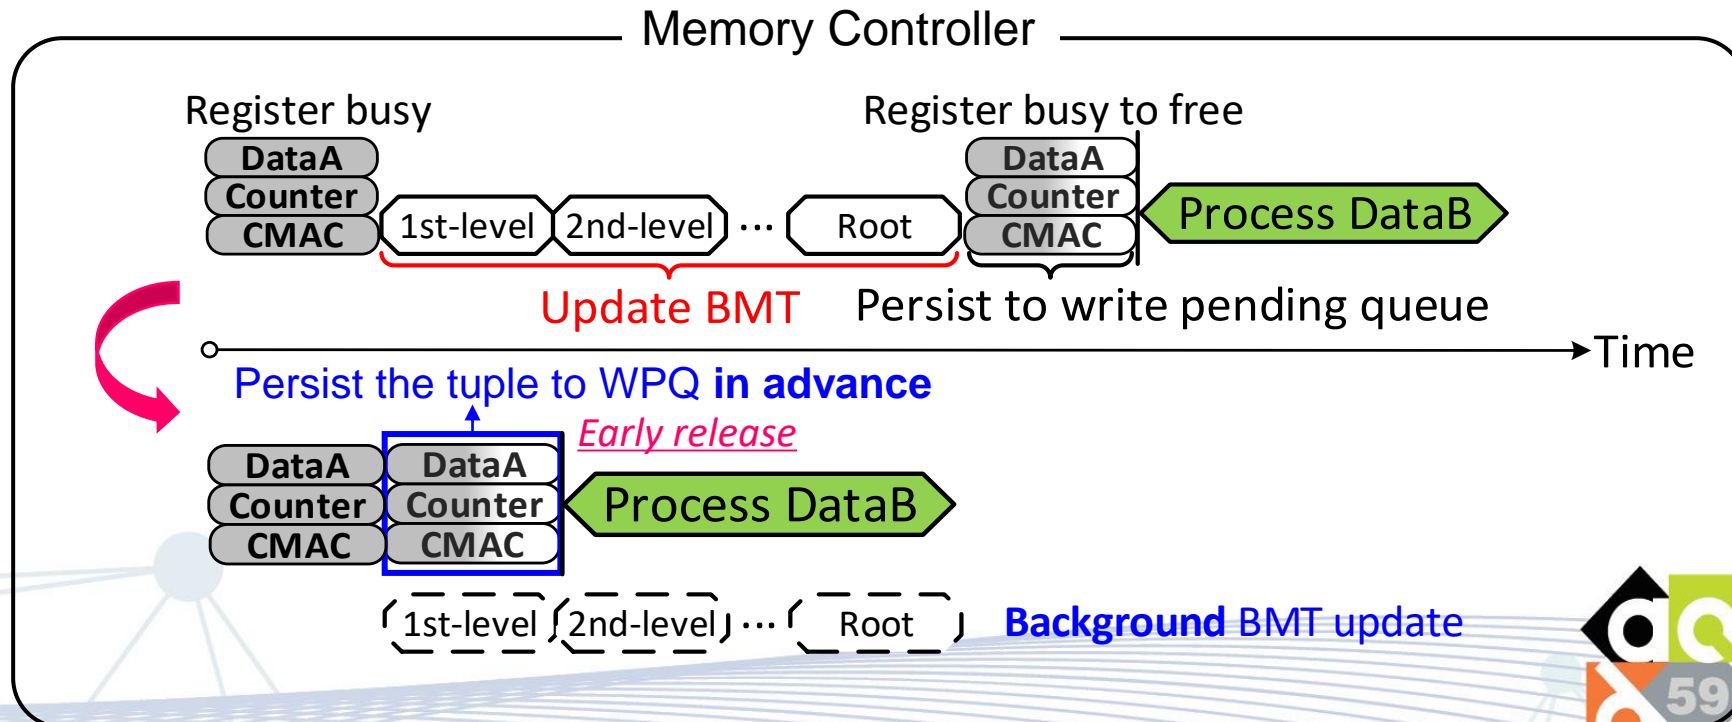 Memory Controller
Register busy
Register busy to free
DataA
Counter
CMAC
1st-level
2nd-level
...
Root
DataA
Counter
CMAC
Process DataB
Update BMT
Persist to write pending queue
Time
Persist the tuple to WPQ in advance
Early release
DataA
Counter
CMAC
DataA
Counter
CMAC
Process DataB
1st-level
2nd-level
...
Root
Background BMT update
59